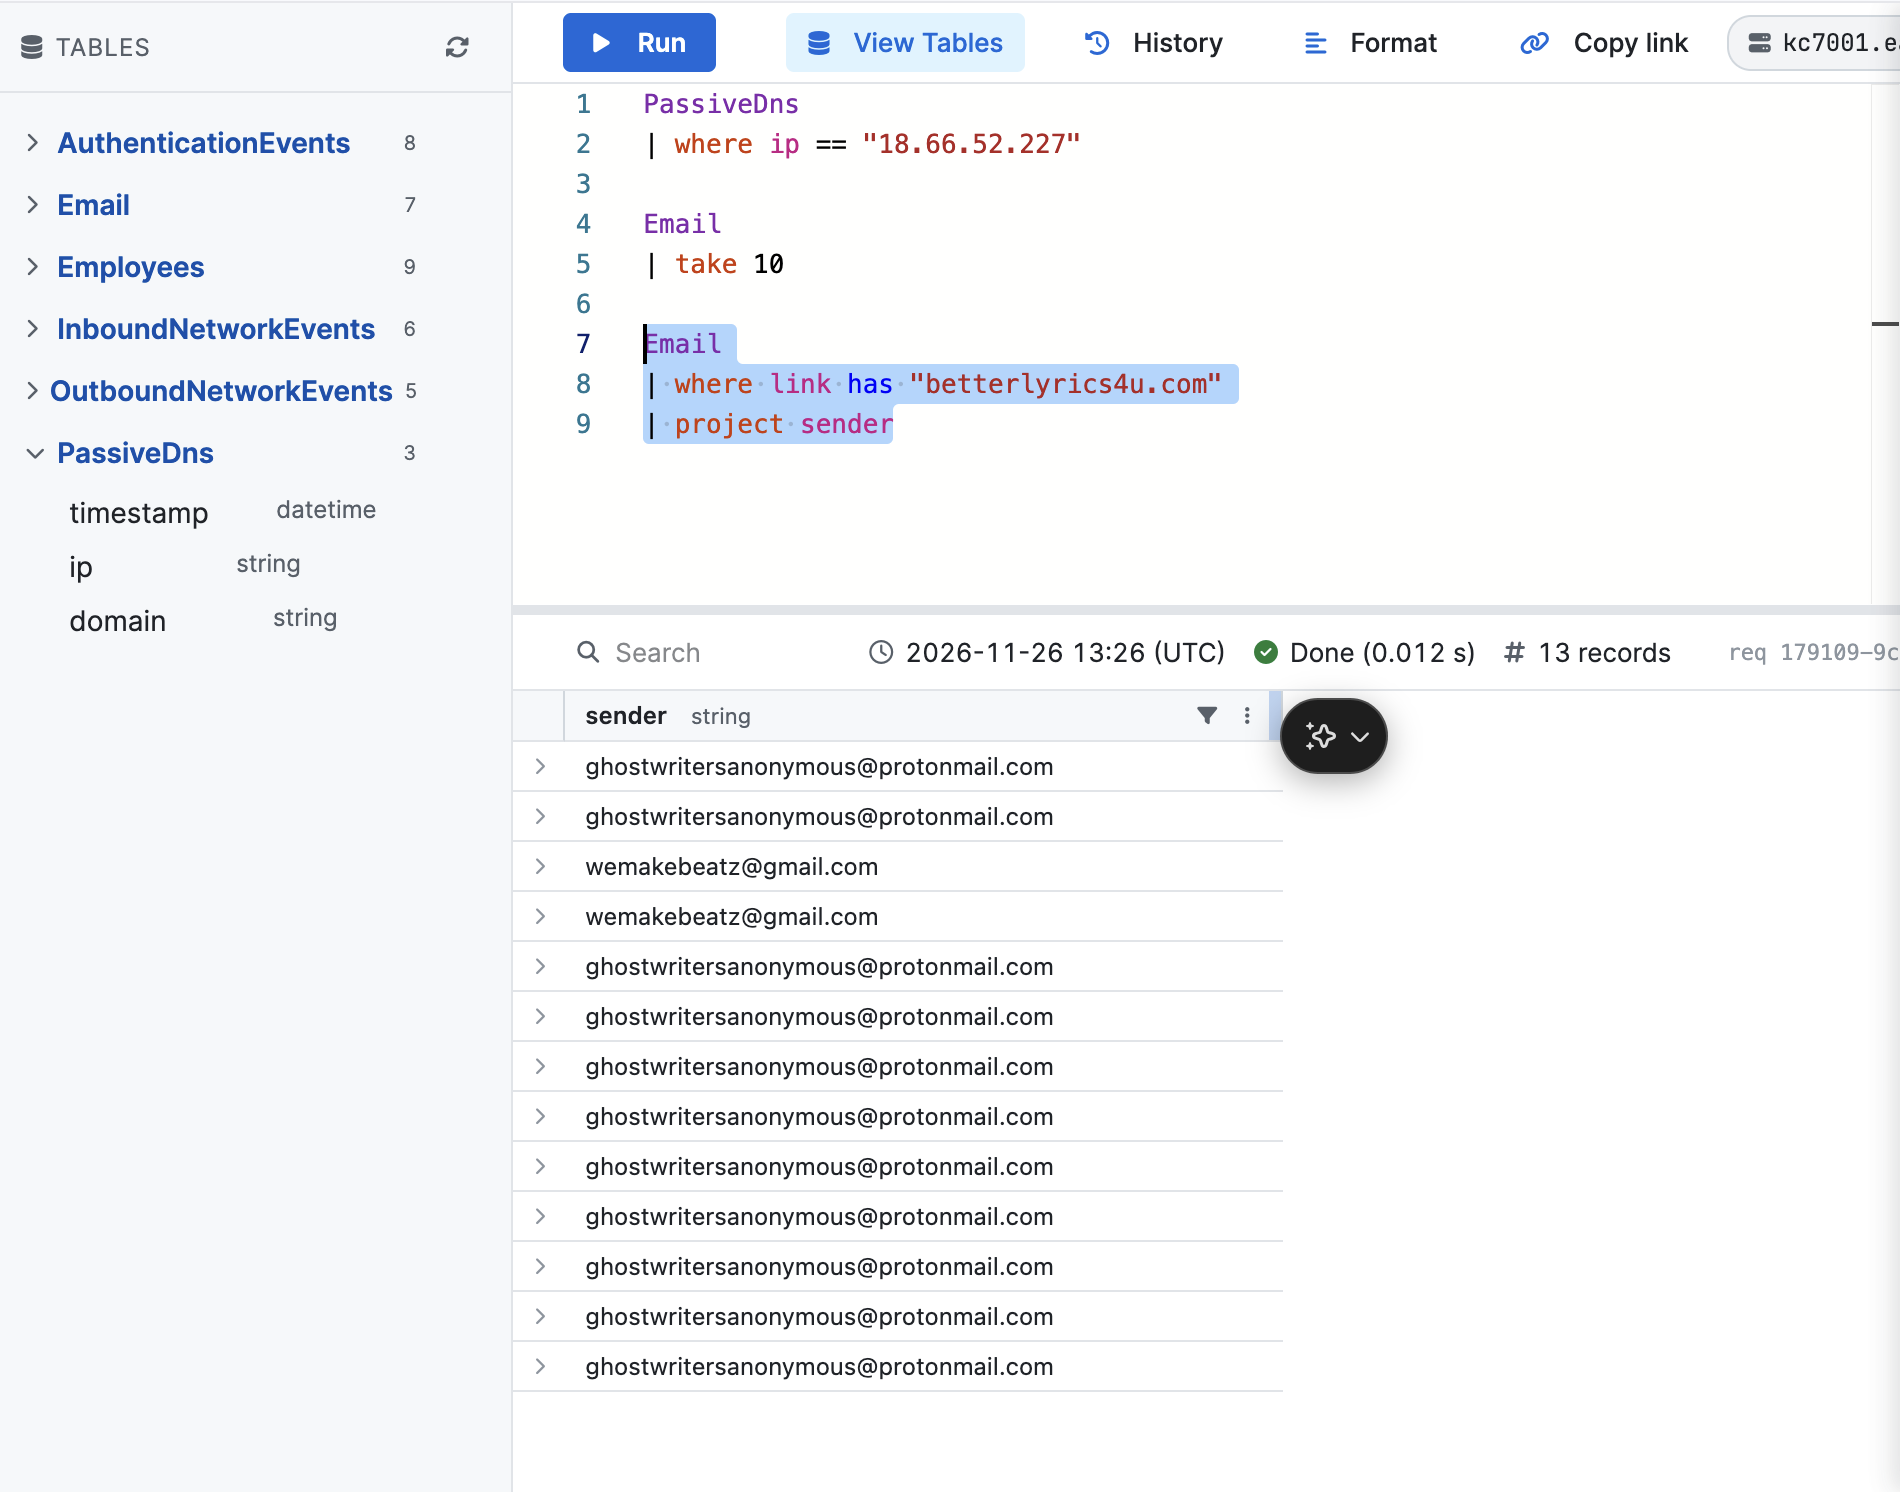 TABLES
Run
View Tables
History
Format
Copy link
kc7001.ea
AuthenticationEvents 8
Email 7
Employees 9
InboundNetworkEvents 6
OutboundNetworkEvents 5
PassiveDns 3
timestamp datetime
ip string
domain string
1 PassiveDns
2 | where ip == "18.66.52.227"
3
4 Email
5 | take 10
6
7 Email
8 | where link has "betterlyrics4u.com"
9 | project sender
Search
2026-11-26 13:26 (UTC)
Done (0.012 s)
# 13 records
req 179109-9c
sender string
ghostwritersanonymous@protonmail.com
ghostwritersanonymous@protonmail.com
wemakebeatz@gmail.com
wemakebeatz@gmail.com
ghostwritersanonymous@protonmail.com
ghostwritersanonymous@protonmail.com
ghostwritersanonymous@protonmail.com
ghostwritersanonymous@protonmail.com
ghostwritersanonymous@protonmail.com
ghostwritersanonymous@protonmail.com
ghostwritersanonymous@protonmail.com
ghostwritersanonymous@protonmail.com
ghostwritersanonymous@protonmail.com